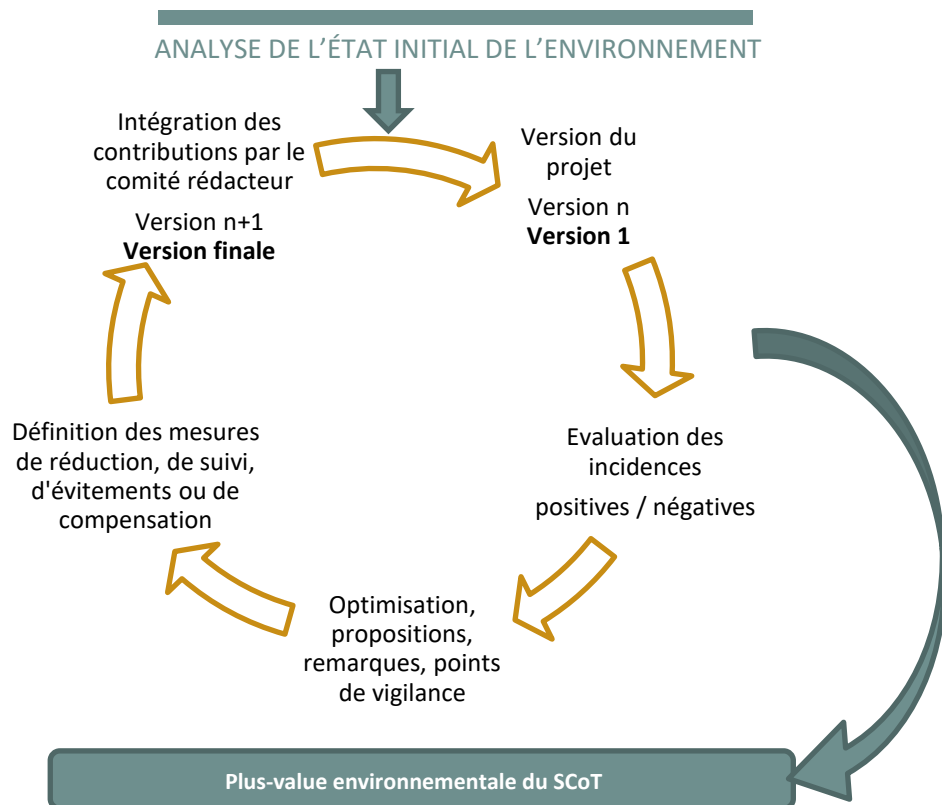 ANALYSE DE L’ÉTAT INITIAL DE L’ENVIRONNEMENT
Intégration des
contributions par le
comité rédacteur
Version n+1
Version finale
Version du
projet
Version n
Version 1
Evaluation des
incidences
positives / négatives
Optimisation,
propositions,
remarques, points
de vigilance
Définition des mesures
de réduction, de suivi,
d'évitements ou de
compensation
Plus-value environnementale du SCoT